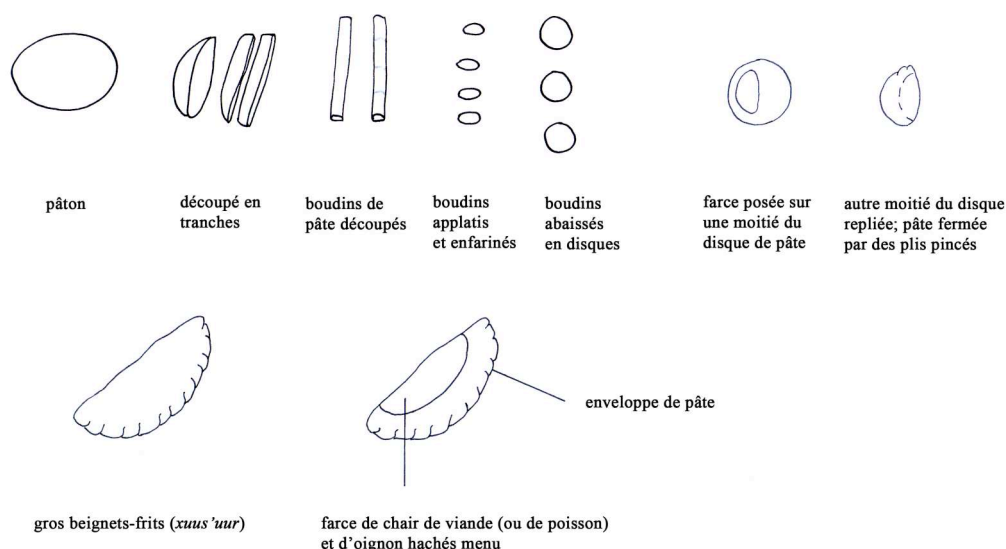 pâton
découpé en
tranches
boudins de
pâte découpés
boudins
applatis
et enfarinés
boudins
abaissés
en disques
farce posée sur
une moitié du
disque de pâte
autre moitié du disque
repliée; pâte fermée
par des plis pincés
enveloppe de pâte
gros beignets-frits (xuus'uur)
farce de chair de viande (ou de poisson)
et d'oignon hachés menu